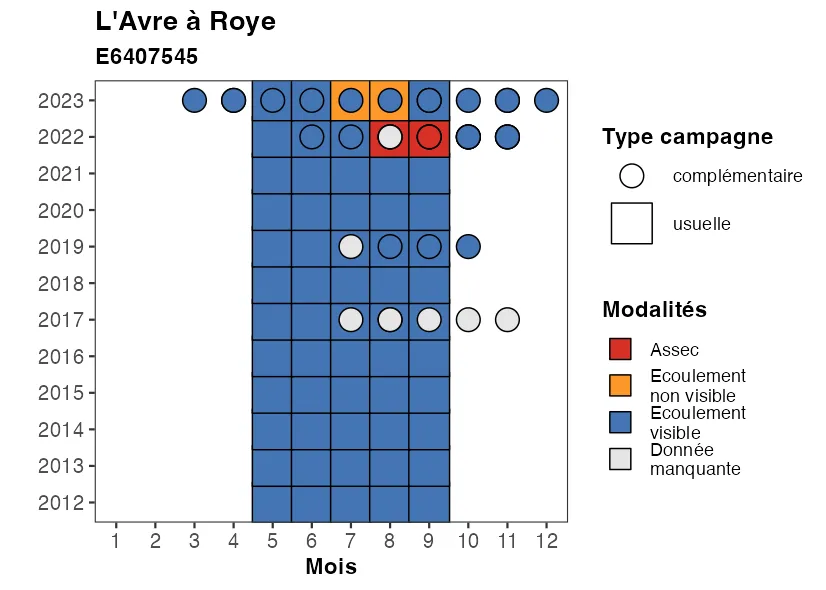 L'Avre à Roye
E6407545
2023
2022
2021
2020
2019
2018
2017
2016
2015
2014
2013
2012
1 2 3 4 5 6 7 8 9 10 11 12
Mois
Type campagne
complémentaire
usuelle
Modalités
Assec
Ecoulement
non visible
Ecoulement
visible
Donnée
manquante